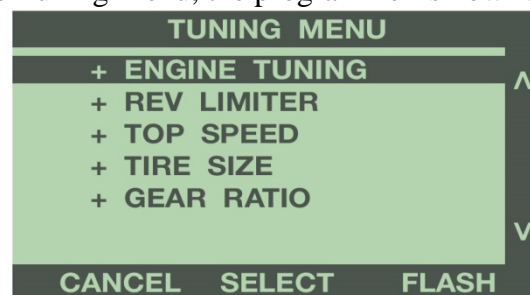 TUNING MENU
+ ENGINE TUNING
+ REV LIMITER
+ TOP SPEED
+ TIRE SIZE
+ GEAR RATIO
CANCEL SELECT FLASH